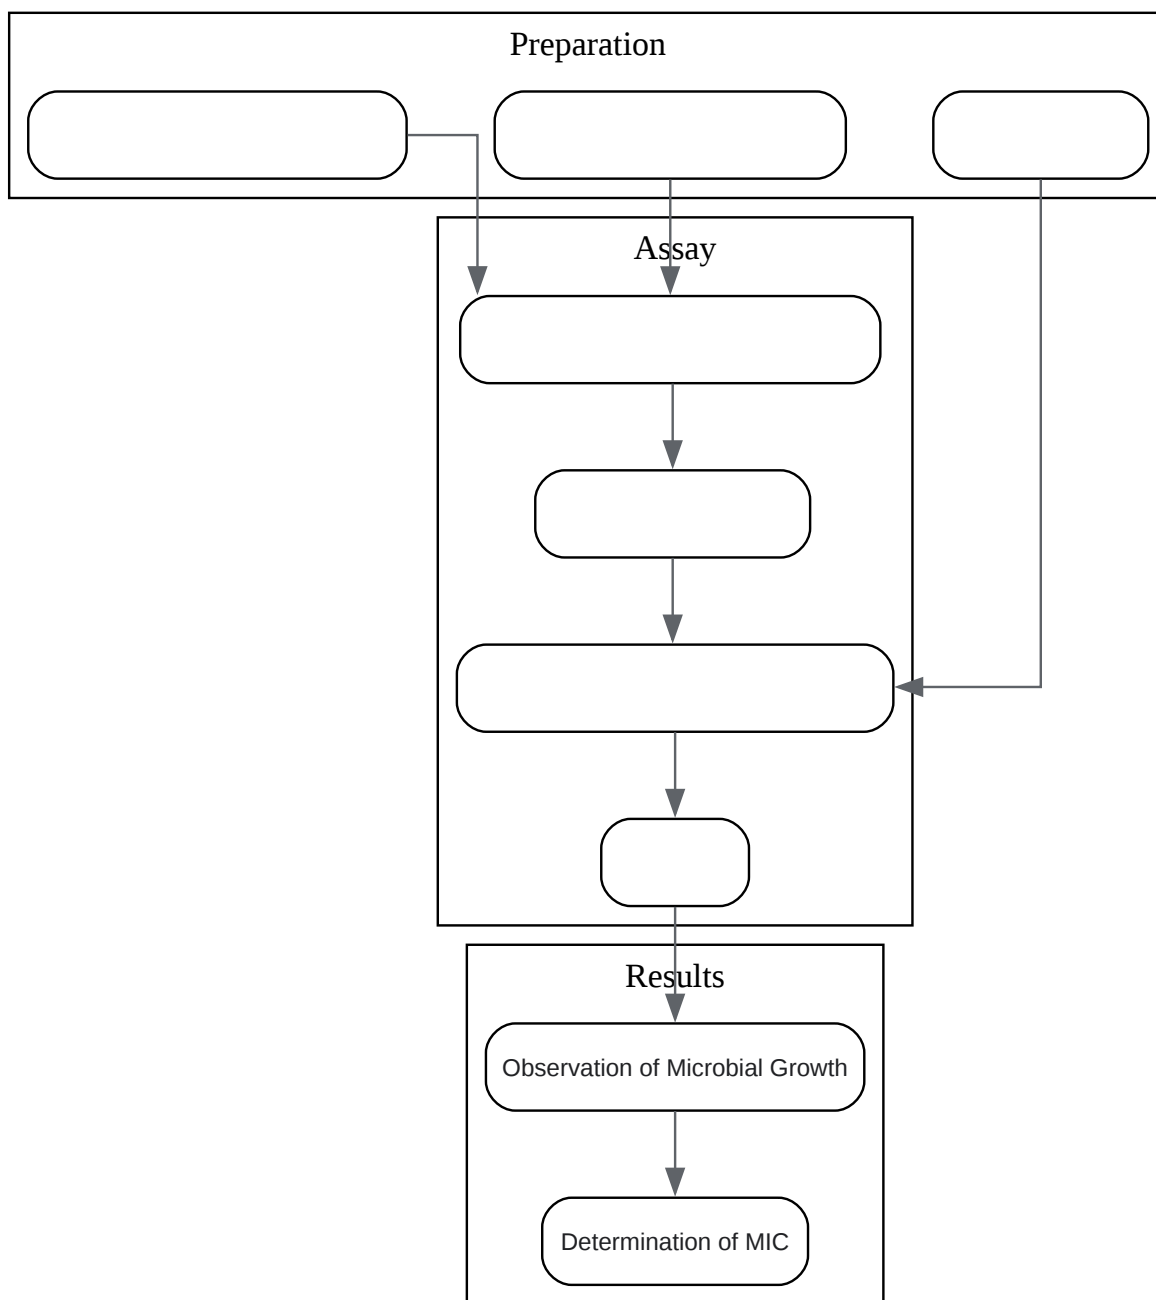 Preparation
Assay
Results
Observation of Microbial Growth
Determination of MIC